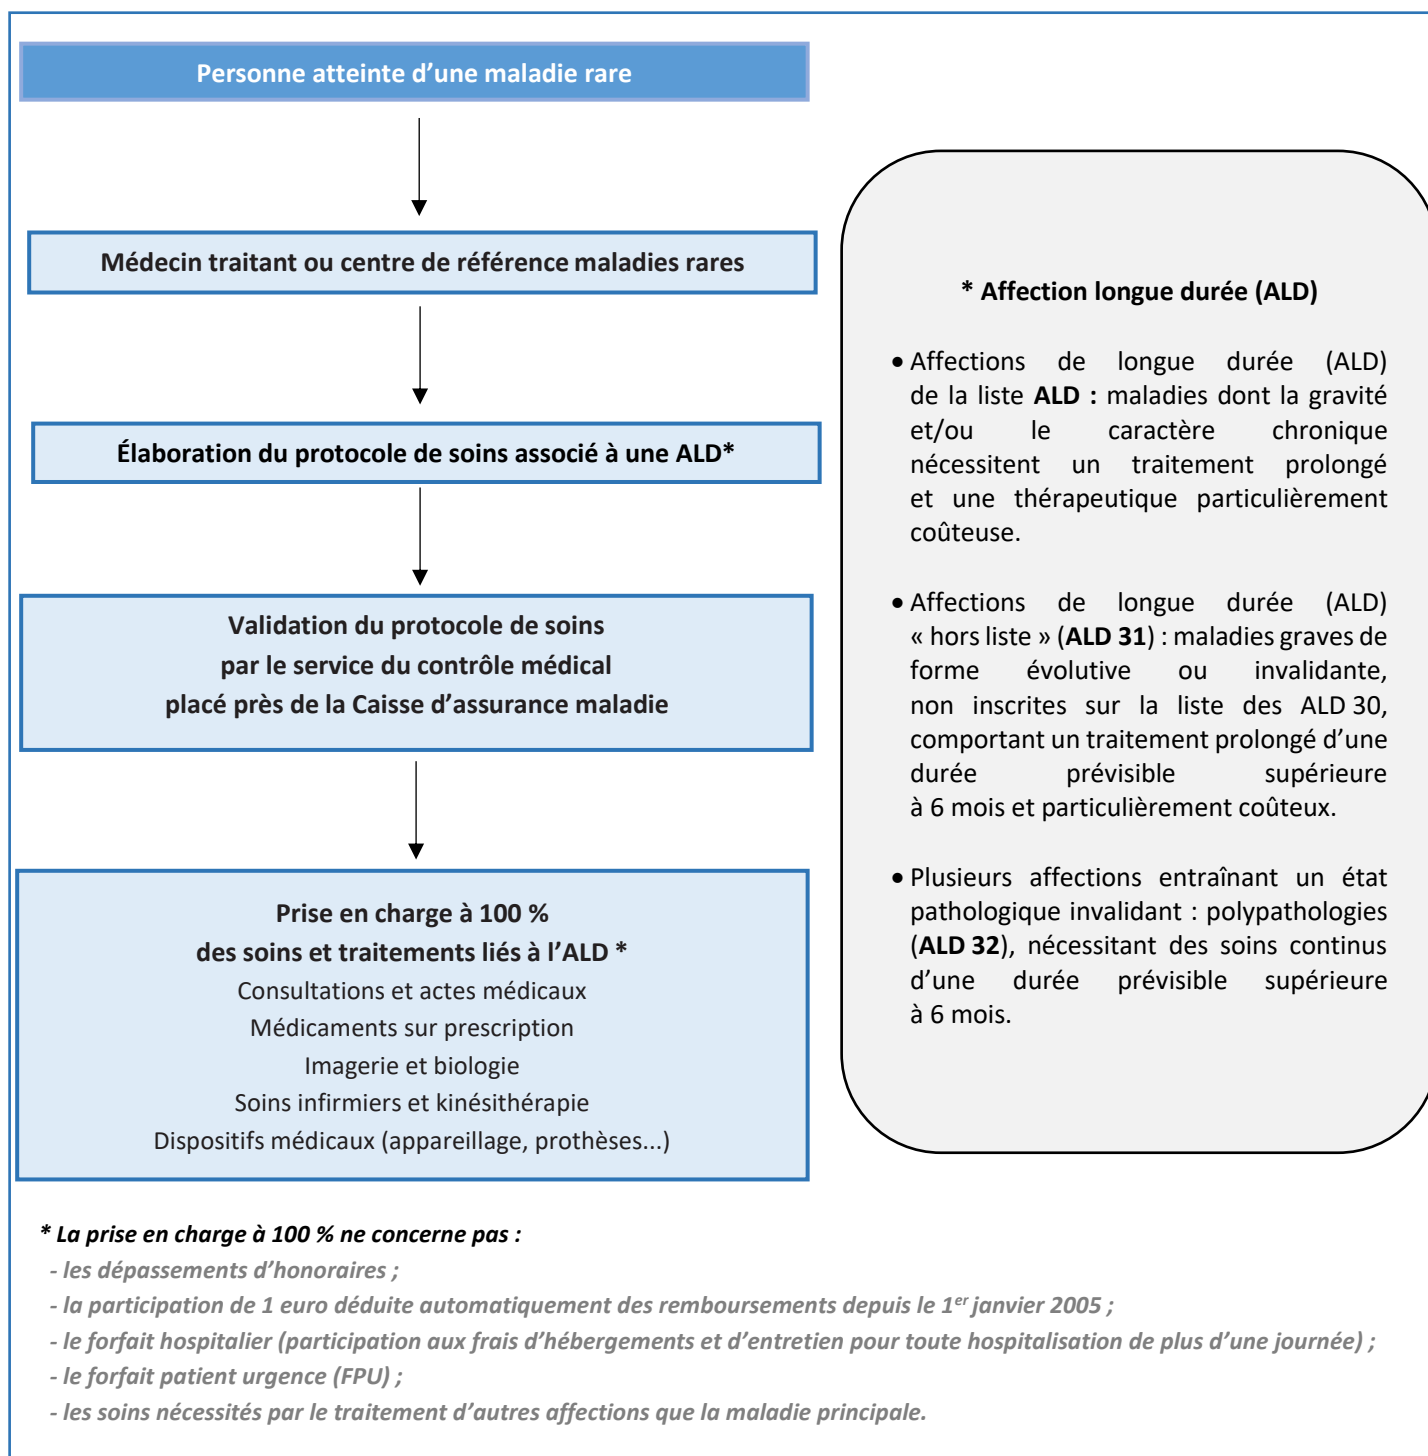 Personne atteinte d’une maladie rare
Médecin traitant ou centre de référence maladies rares
Élaboration du protocole de soins associé à une ALD*
Validation du protocole de soins
par le service du contrôle médical
placé près de la Caisse d’assurance maladie
Prise en charge à 100 %
des soins et traitements liés à l’ALD *
Consultations et actes médicaux
Médicaments sur prescription
Imagerie et biologie
Soins infirmiers et kinésithérapie
Dispositifs médicaux (appareillage, prothèses...)
* Affection longue durée (ALD)
• Affections de longue durée (ALD)
de la liste ALD : maladies dont la gravité
et/ou le caractère chronique
nécessitent un traitement prolongé
et une thérapeutique particulièrement
coûteuse.
• Affections de longue durée (ALD)
« hors liste » (ALD 31) : maladies graves de
forme évolutive ou invalidante,
non inscrites sur la liste des ALD 30,
comportant un traitement prolongé d’une
durée prévisible supérieure
à 6 mois et particulièrement coûteux.
• Plusieurs affections entraînant un état
pathologique invalidant : polypathologies
(ALD 32), nécessitant des soins continus
d’une durée prévisible supérieure
à 6 mois.
* La prise en charge à 100 % ne concerne pas :
- les dépassements d’honoraires ;
- la participation de 1 euro déduite automatiquement des remboursements depuis le 1er janvier 2005 ;
- le forfait hospitalier (participation aux frais d’hébergements et d’entretien pour toute hospitalisation de plus d’une journée) ;
- le forfait patient urgence (FPU) ;
- les soins nécessités par le traitement d’autres affections que la maladie principale.